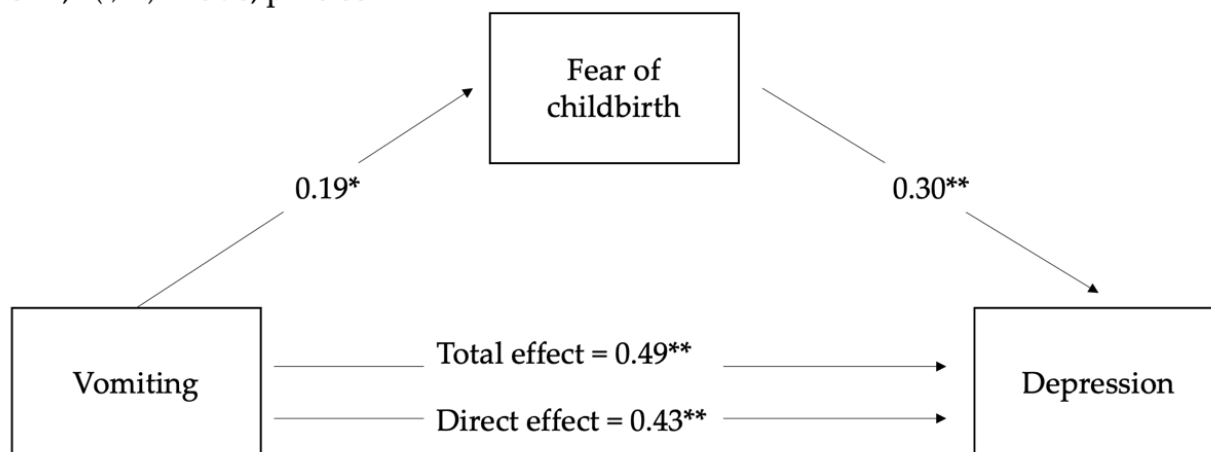 Fear of
childbirth
0.19*
0.30**
Total effect = 0.49**
Vomiting
Depression
Direct effect = 0.43**